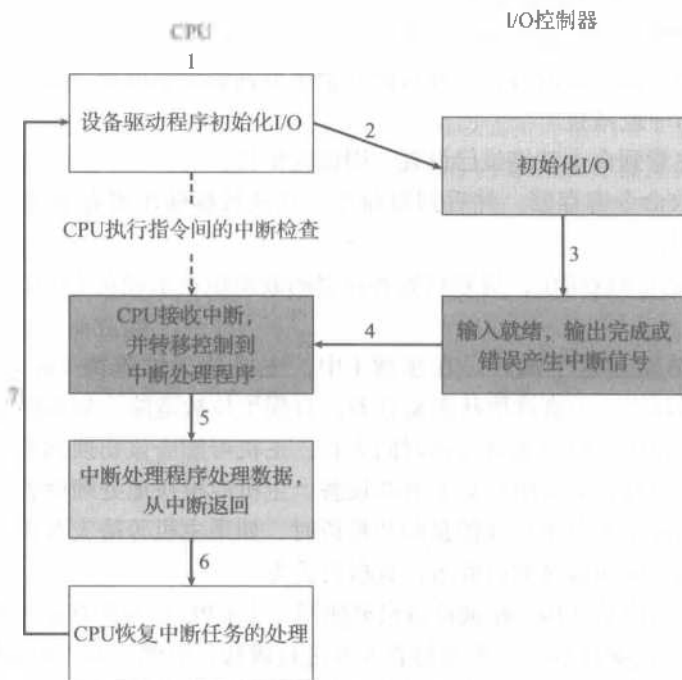 I/O控制器
CPU
1
设备驱动程序初始化I/O
2
初始化I/O
CPU执行指令间的中断检查
3
CPU接收中断，
并转移控制到
中断处理程序
4
输入就绪，输出完成或
错误产生中断信号
7
5
中断处理程序处理数据，
从中断返回
6
CPU恢复中断任务的处理